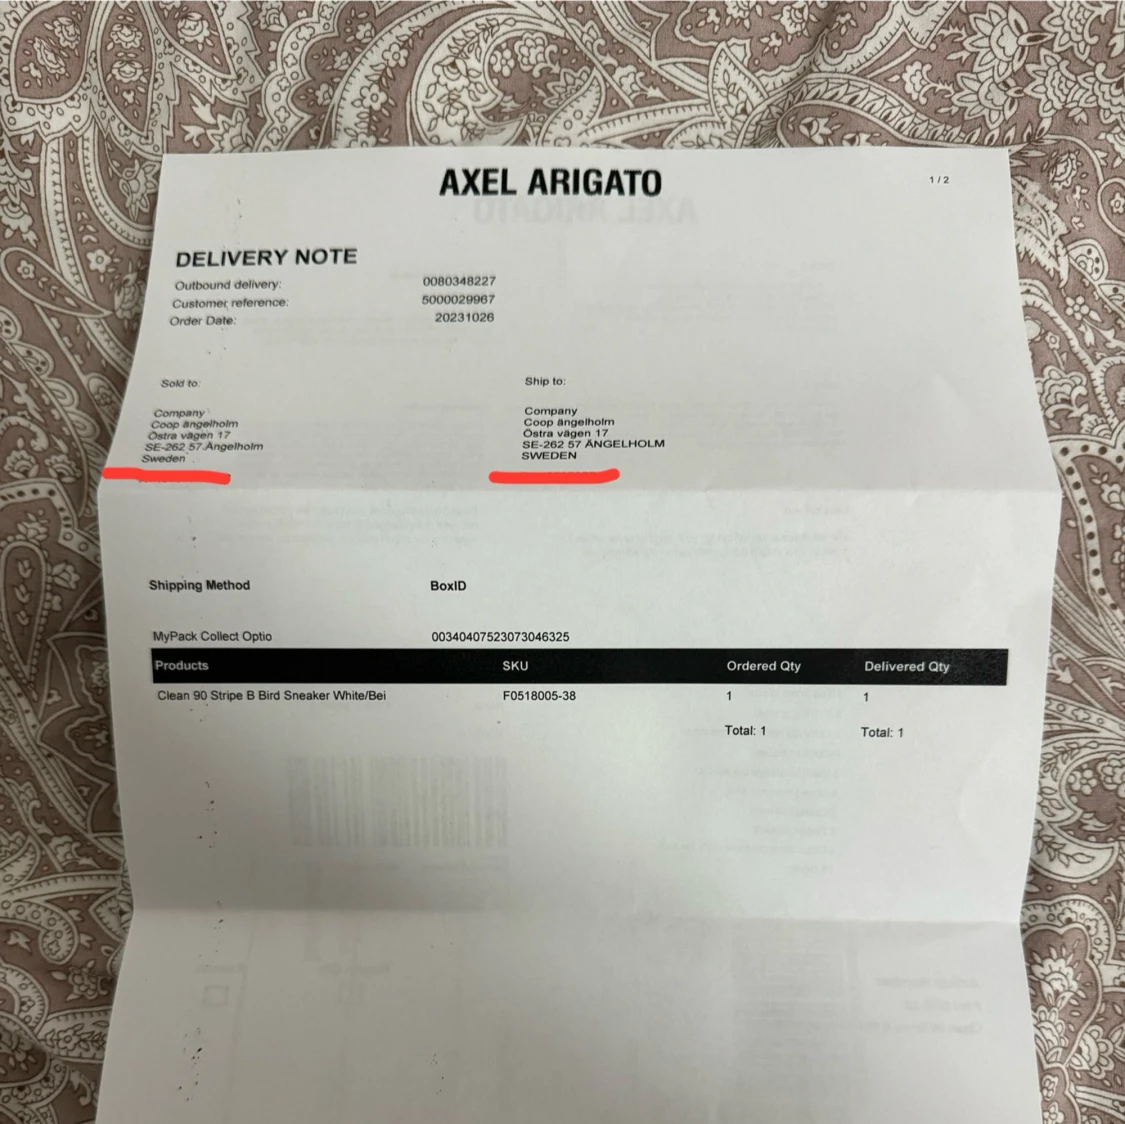 AXEL ARIGATO
1 / 2
DELIVERY NOTE
Outbound delivery: 0080348227
Customer reference: 5000029967
Order Date: 20231026
Sold to:
Company
Coop ängelholm
Östra vägen 17
SE-262 57 Ängelholm
Sweden
Ship to:
Company
Coop ängelholm
Östra vägen 17
SE-262 57 ÄNGELHOLM
SWEDEN
Shipping Method BoxID
MyPack Collect Optio 00340407523073046325
Products SKU Ordered Qty Delivered Qty
Clean 90 Stripe B Bird Sneaker White/Bei F0518005-38 1 1
Total: 1 Total: 1